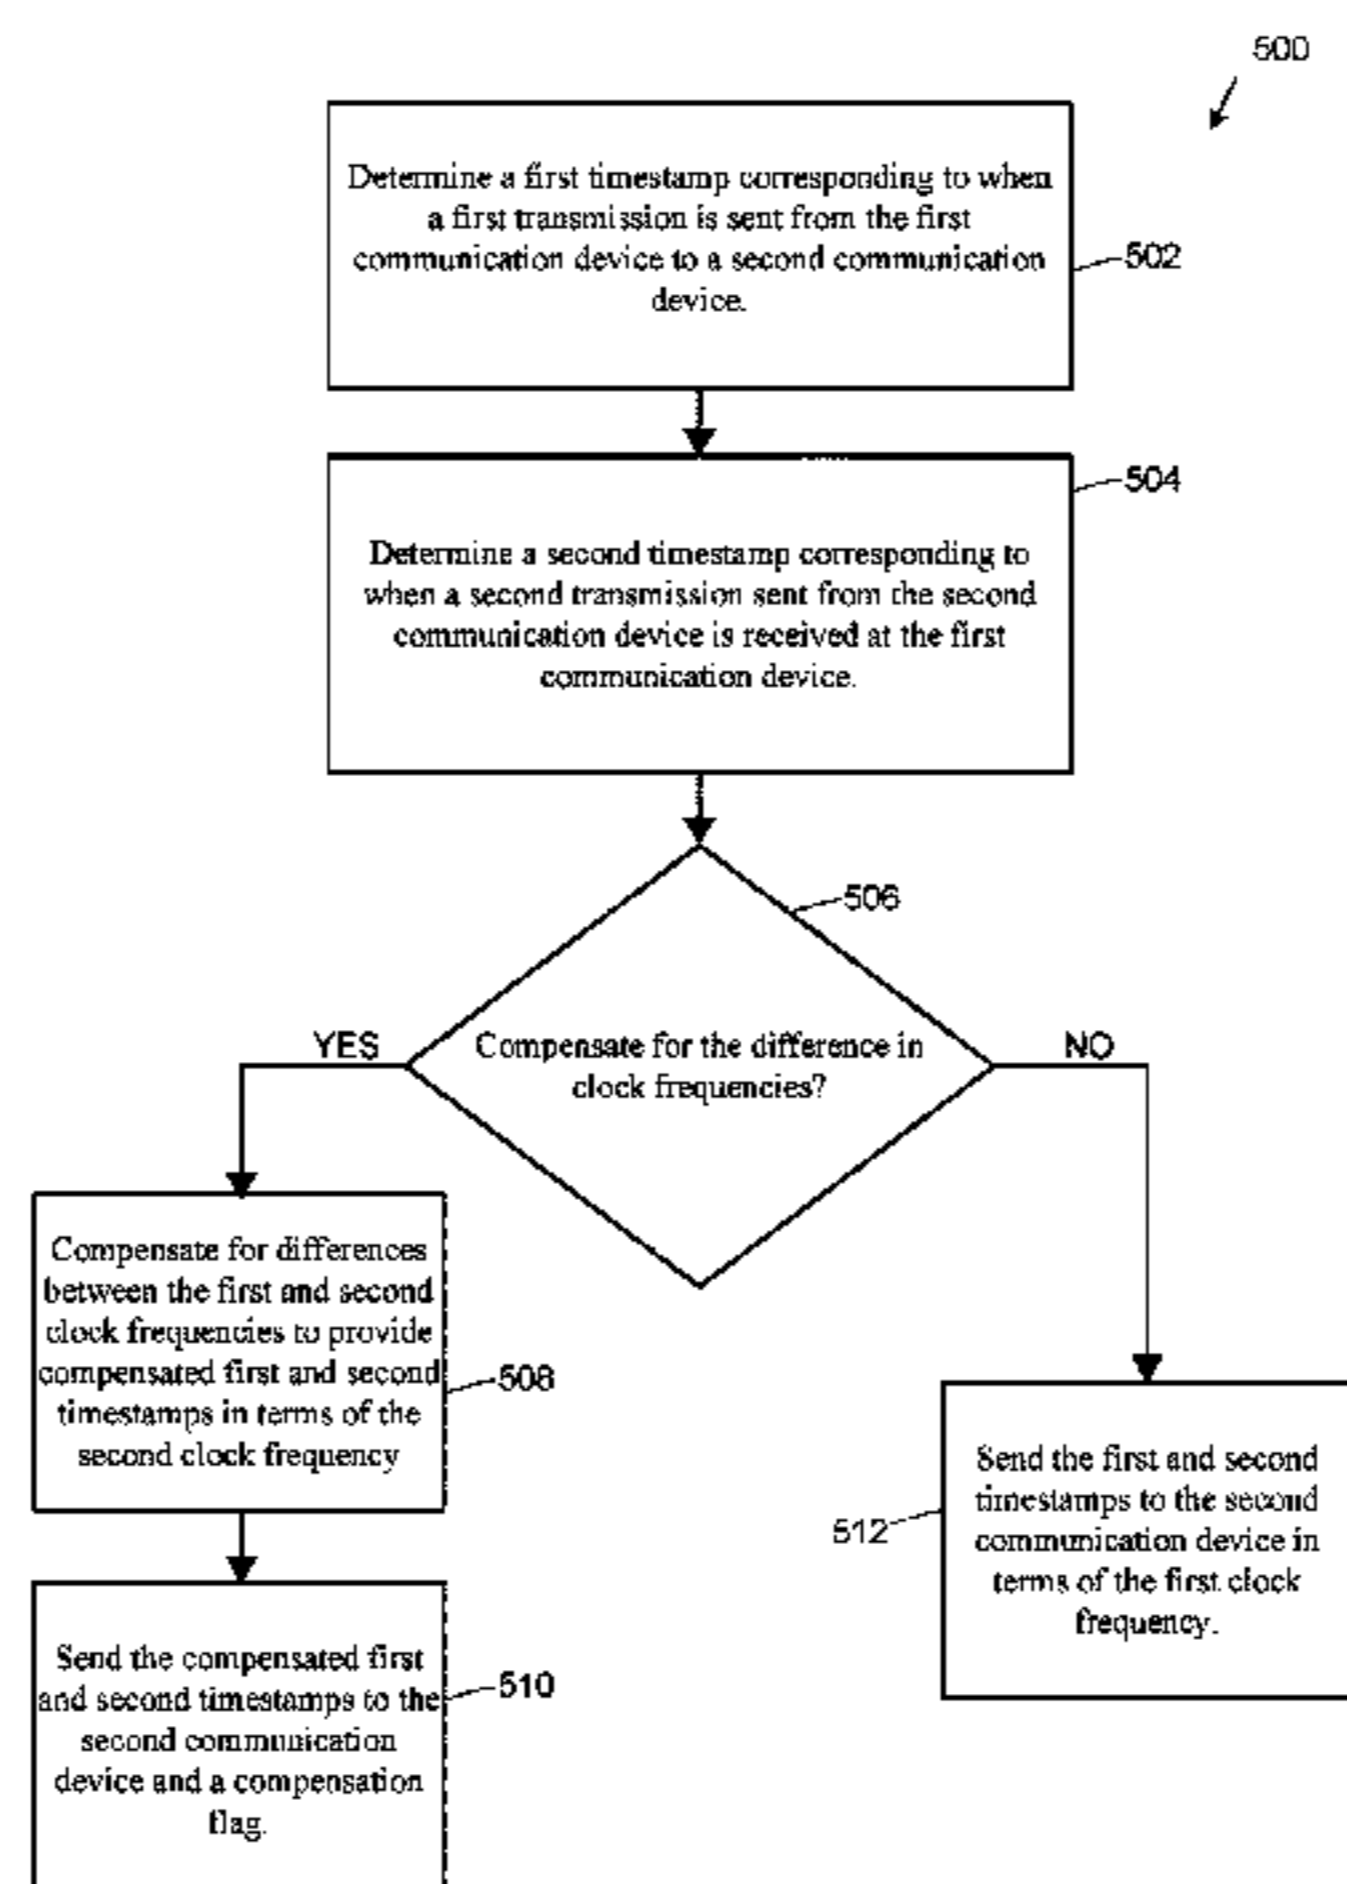 500
Determine a first timestamp corresponding to when
a first transmission is sent from the first
communication device to a second communication
device.
502
504
Determine a second timestamp corresponding to
when a second transmission sent from the second
communication device is received at the first
communication device.
506
Compensate for the difference in
clock frequencies?
YES
NO
Compensate for differences
between the first and second
clock frequencies to provide
compensated first and second
timestamps in terms of the
second clock frequency
508
Send the first and second
timestamps to the second
communication device in
terms of the first clock
frequency.
512
Send the compensated first
and second timestamps to the
second communication
device and a compensation
flag.
510